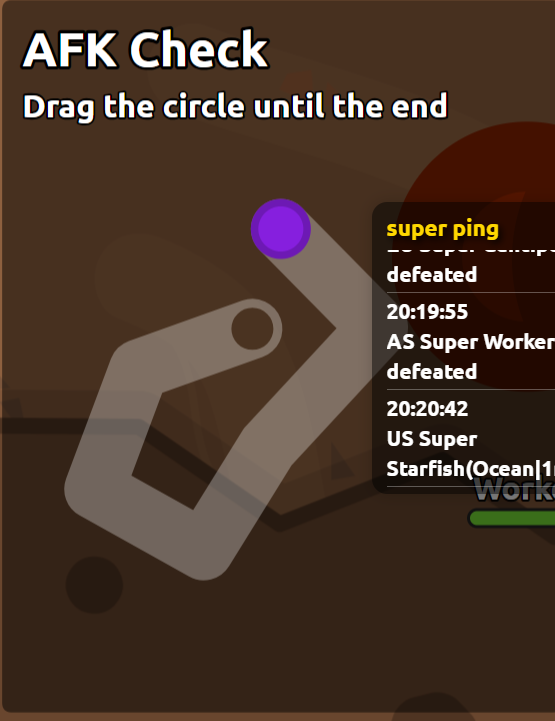 AFK Check
Drag the circle until the end
super ping
defeated
20:19:55
AS Super Worker
defeated
20:20:42
US Super
Starfish(Ocean|1